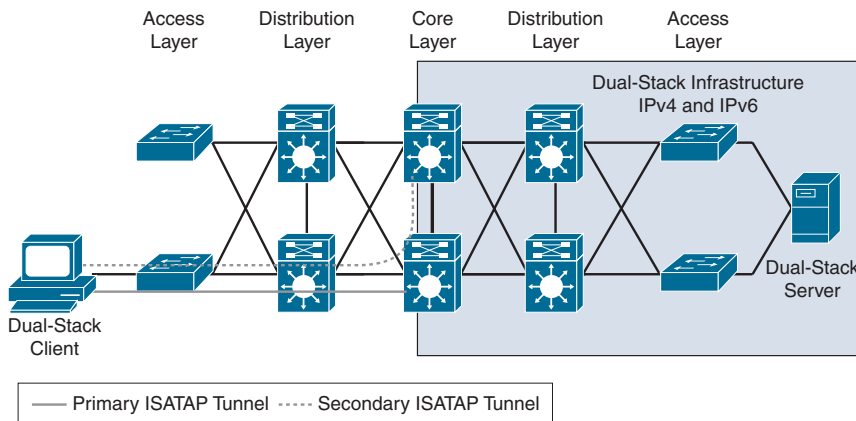 Access
Layer
Distribution
Layer
Core
Layer
Distribution
Layer
Access
Layer
Dual-Stack Infrastructure
IPv4 and IPv6
Dual-Stack
Server
Dual-Stack
Client
Primary ISATAP Tunnel
Secondary ISATAP Tunnel